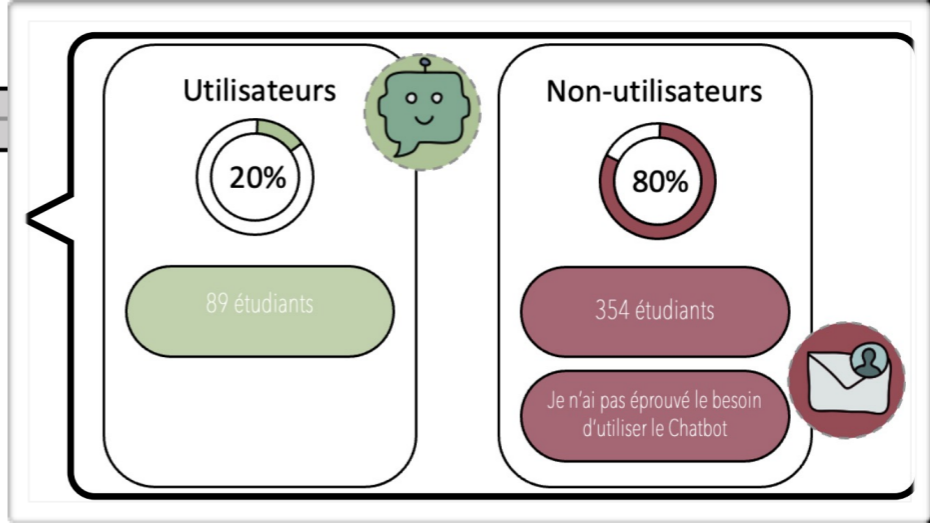 Utilisateurs
20%
89 étudiants
Non-utilisateurs
80%
354 étudiants
Je n'ai pas éprouvé le besoin
d'utiliser le Chatbot